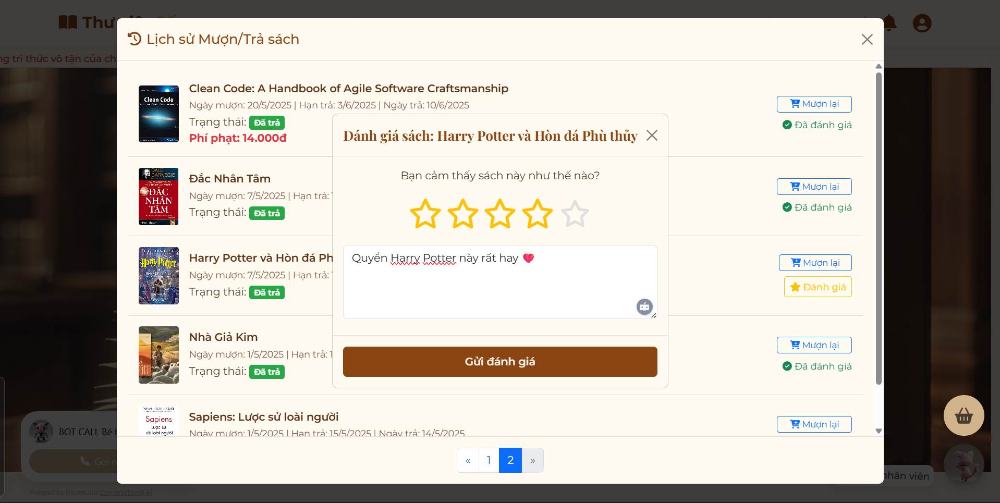 Lịch sử Mượn/Trả sách
ng tri thức vô tận của ch
Clean Code
Clean Code: A Handbook of Agile Software Craftsmanship
Ngày mượn: 20/5/2025 | Hạn trả: 3/6/2025 | Ngày trả: 10/6/2025
Trạng thái: Đã trả
Phí phạt: 14.000đ
Mượn lại
Đã đánh giá
DALE CARNEGIE
ĐẮC NHÂN TÂM
Đắc Nhân Tâm
Ngày mượn: 7/5/2025 | Hạn trả: 1
Trạng thái: Đã trả
Mượn lại
Đã đánh giá
Harry Potter
Harry Potter và Hòn đá Ph
Ngày mượn: 7/5/2025 | Hạn trả: 1
Trạng thái: Đã trả
Mượn lại
Đánh giá
Nhà Giả Kim
Ngày mượn: 1/5/2025 | Hạn trả: 1
Trạng thái: Đã trả
Mượn lại
Đã đánh giá
YUVAL NOAH HARARI
Sapiens
Lược sử
về loài người
Sapiens: Lược sử loài người
Ngày mượn: 1/5/2025 | Hạn trả: 15/5/2025 | Ngày trả: 14/5/2025
Mượn lại
Đánh giá sách: Harry Potter và Hòn đá Phù thủy
Bạn cảm thấy sách này như thế nào?
Quyển Harry Potter này rất hay ❤️
Gửi đánh giá
« 1 2 »
BOT CALL Bé
Gọi n
Powered by ElevenLabs Conversational AI
nhân viên